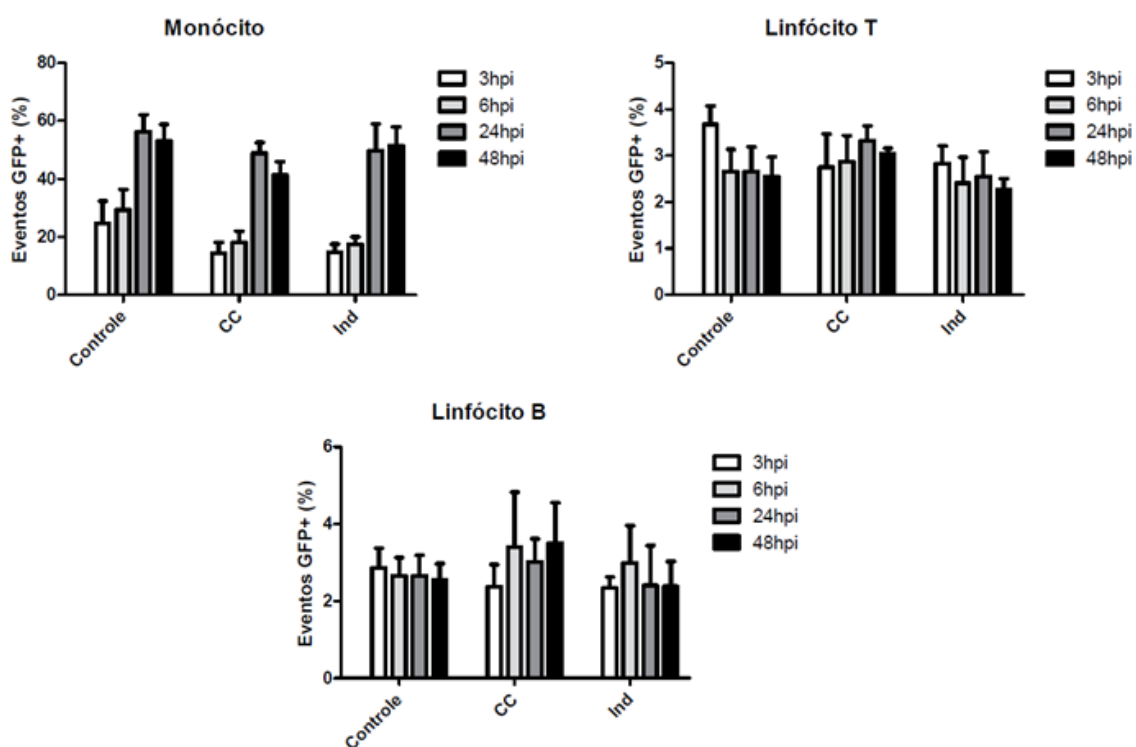 Monócito
Eventos GFP+ (%)
80
60
40
20
0
Controle
CC
Ind
3hpi
6hpi
24hpi
48hpi
Linfócito T
Eventos GFP+ (%)
5
4
3
2
1
0
Controle
CC
Ind
3hpi
6hpi
24hpi
48hpi
Linfócito B
Eventos GFP+ (%)
6
4
2
0
Controle
CC
Ind
3hpi
6hpi
24hpi
48hpi